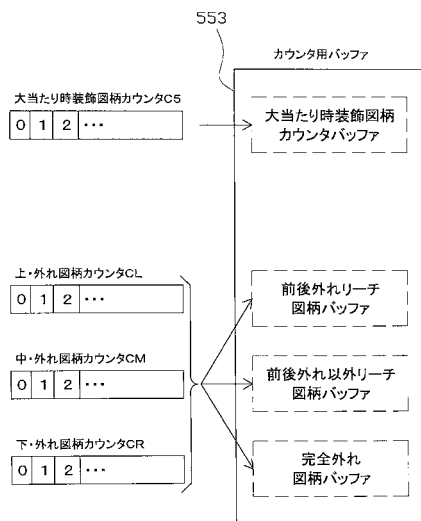 553
カウンタ用バッファ
大当たり時装飾図柄カウンタC5
0 1 2 ・・・
大当たり時装飾図柄
カウンタバッファ
上・外れ図柄カウンタCL
0 1 2 ・・・
前後外れリーチ
図柄バッファ
中・外れ図柄カウンタCM
0 1 2 ・・・
前後外れ以外リーチ
図柄バッファ
下・外れ図柄カウンタCR
0 1 2 ・・・
完全外れ
図柄バッファ